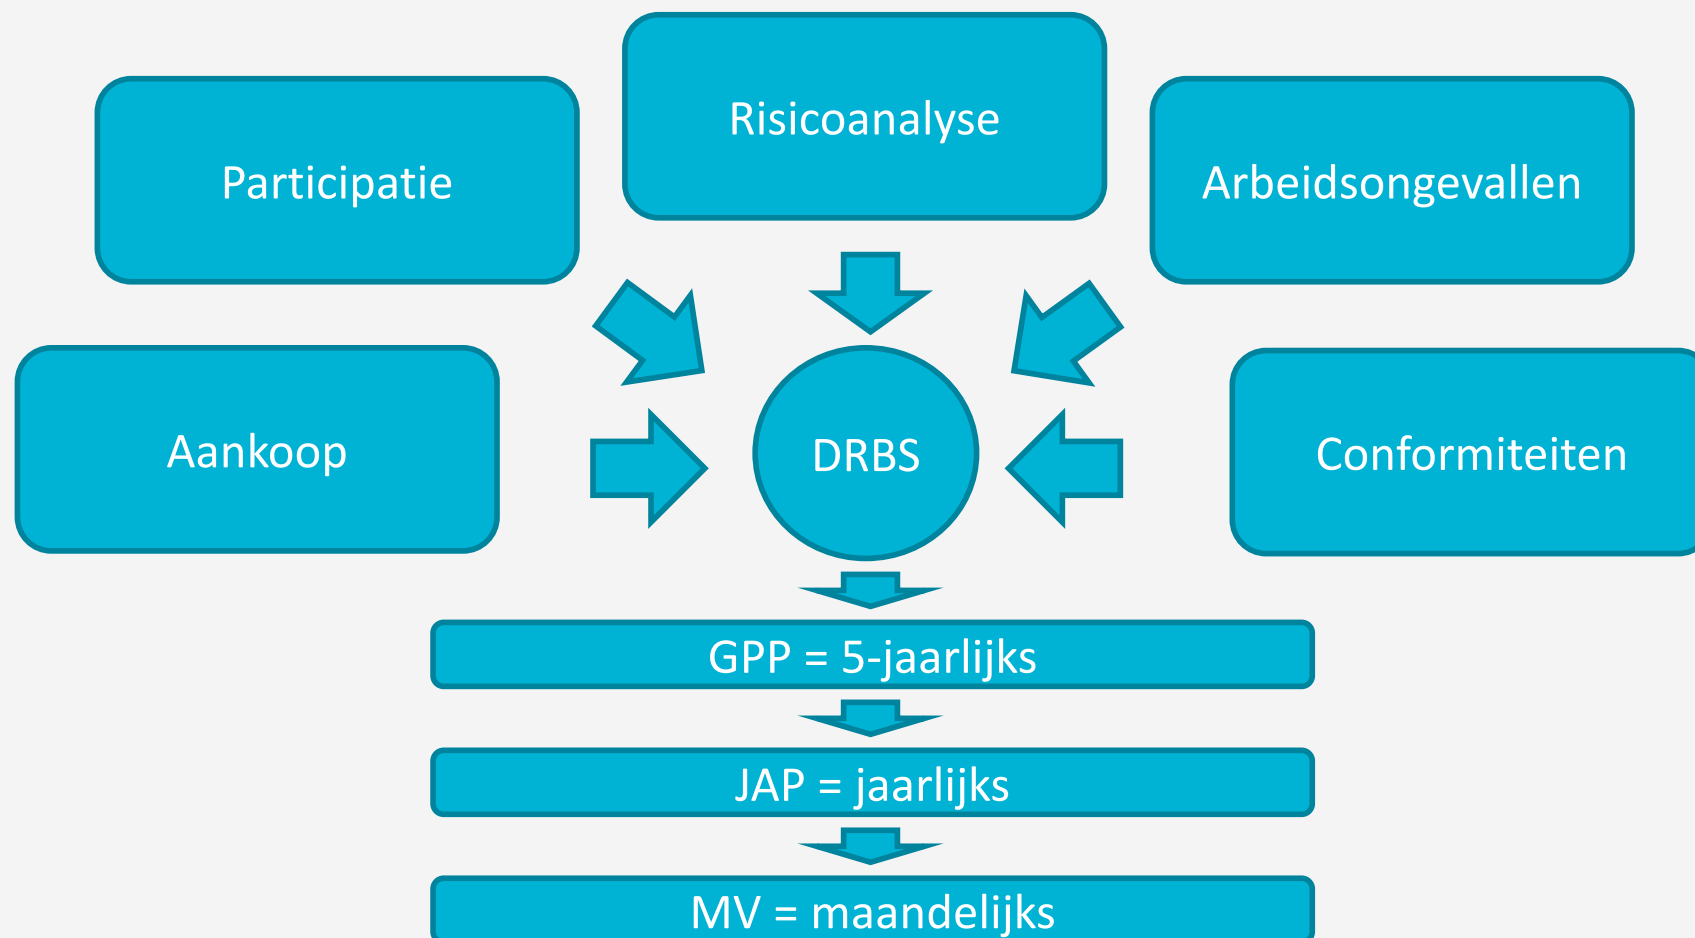 Risicoanalyse
Participatie
Arbeidsongevallen
Aankoop
DRBS
Conformiteiten
GPP = 5-jaarlijks
JAP = jaarlijks
MV = maandelijks